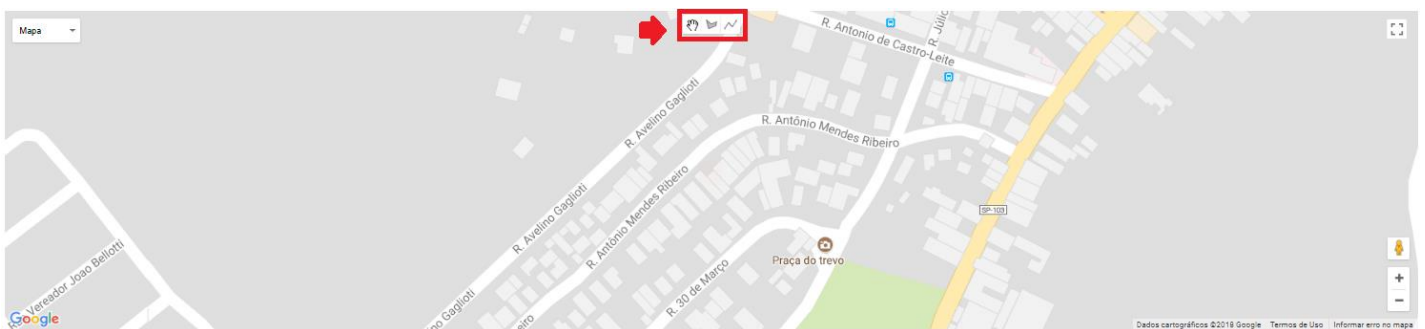 Mapa
R. Antonio de Castro-Leite
R. Júlio
R. Avelino Gaglioti
R. Antônio Mendes Ribeiro
R. Avelino Gaglioti
R. Antônio Mendes Ribeiro
SP-103
Praça do trevo
R. 30 de Março
Vereador Joao Bellotti
Gaglioti
Google
Dados cartográficos ©2018 Google Termos de Uso Informar erro no mapa